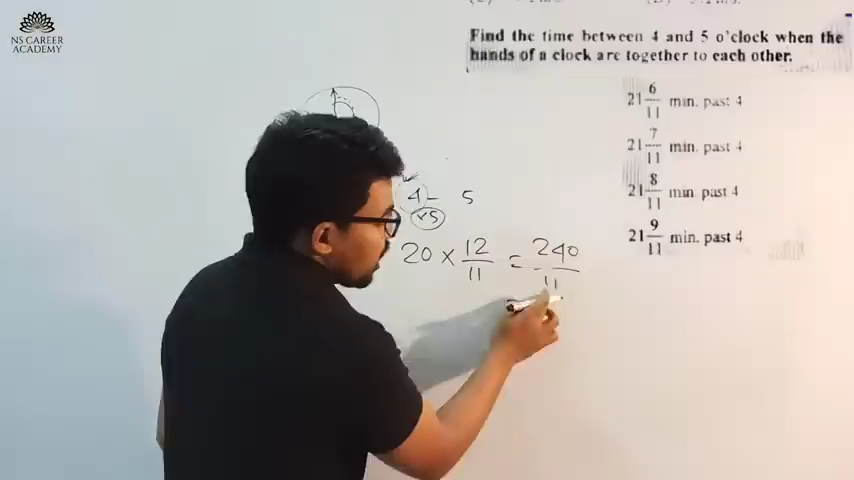 NS CAREER
ACADEMY
Find the time between 4 and 5 o'clock when the
hands of a clock are together to each other.
21 6/11 min. past 4
21 7/11 min. past 4
21 8/11 min. past 4
21 9/11 min. past 4
4 - 5
×5
20 × 12/11 = 240/11